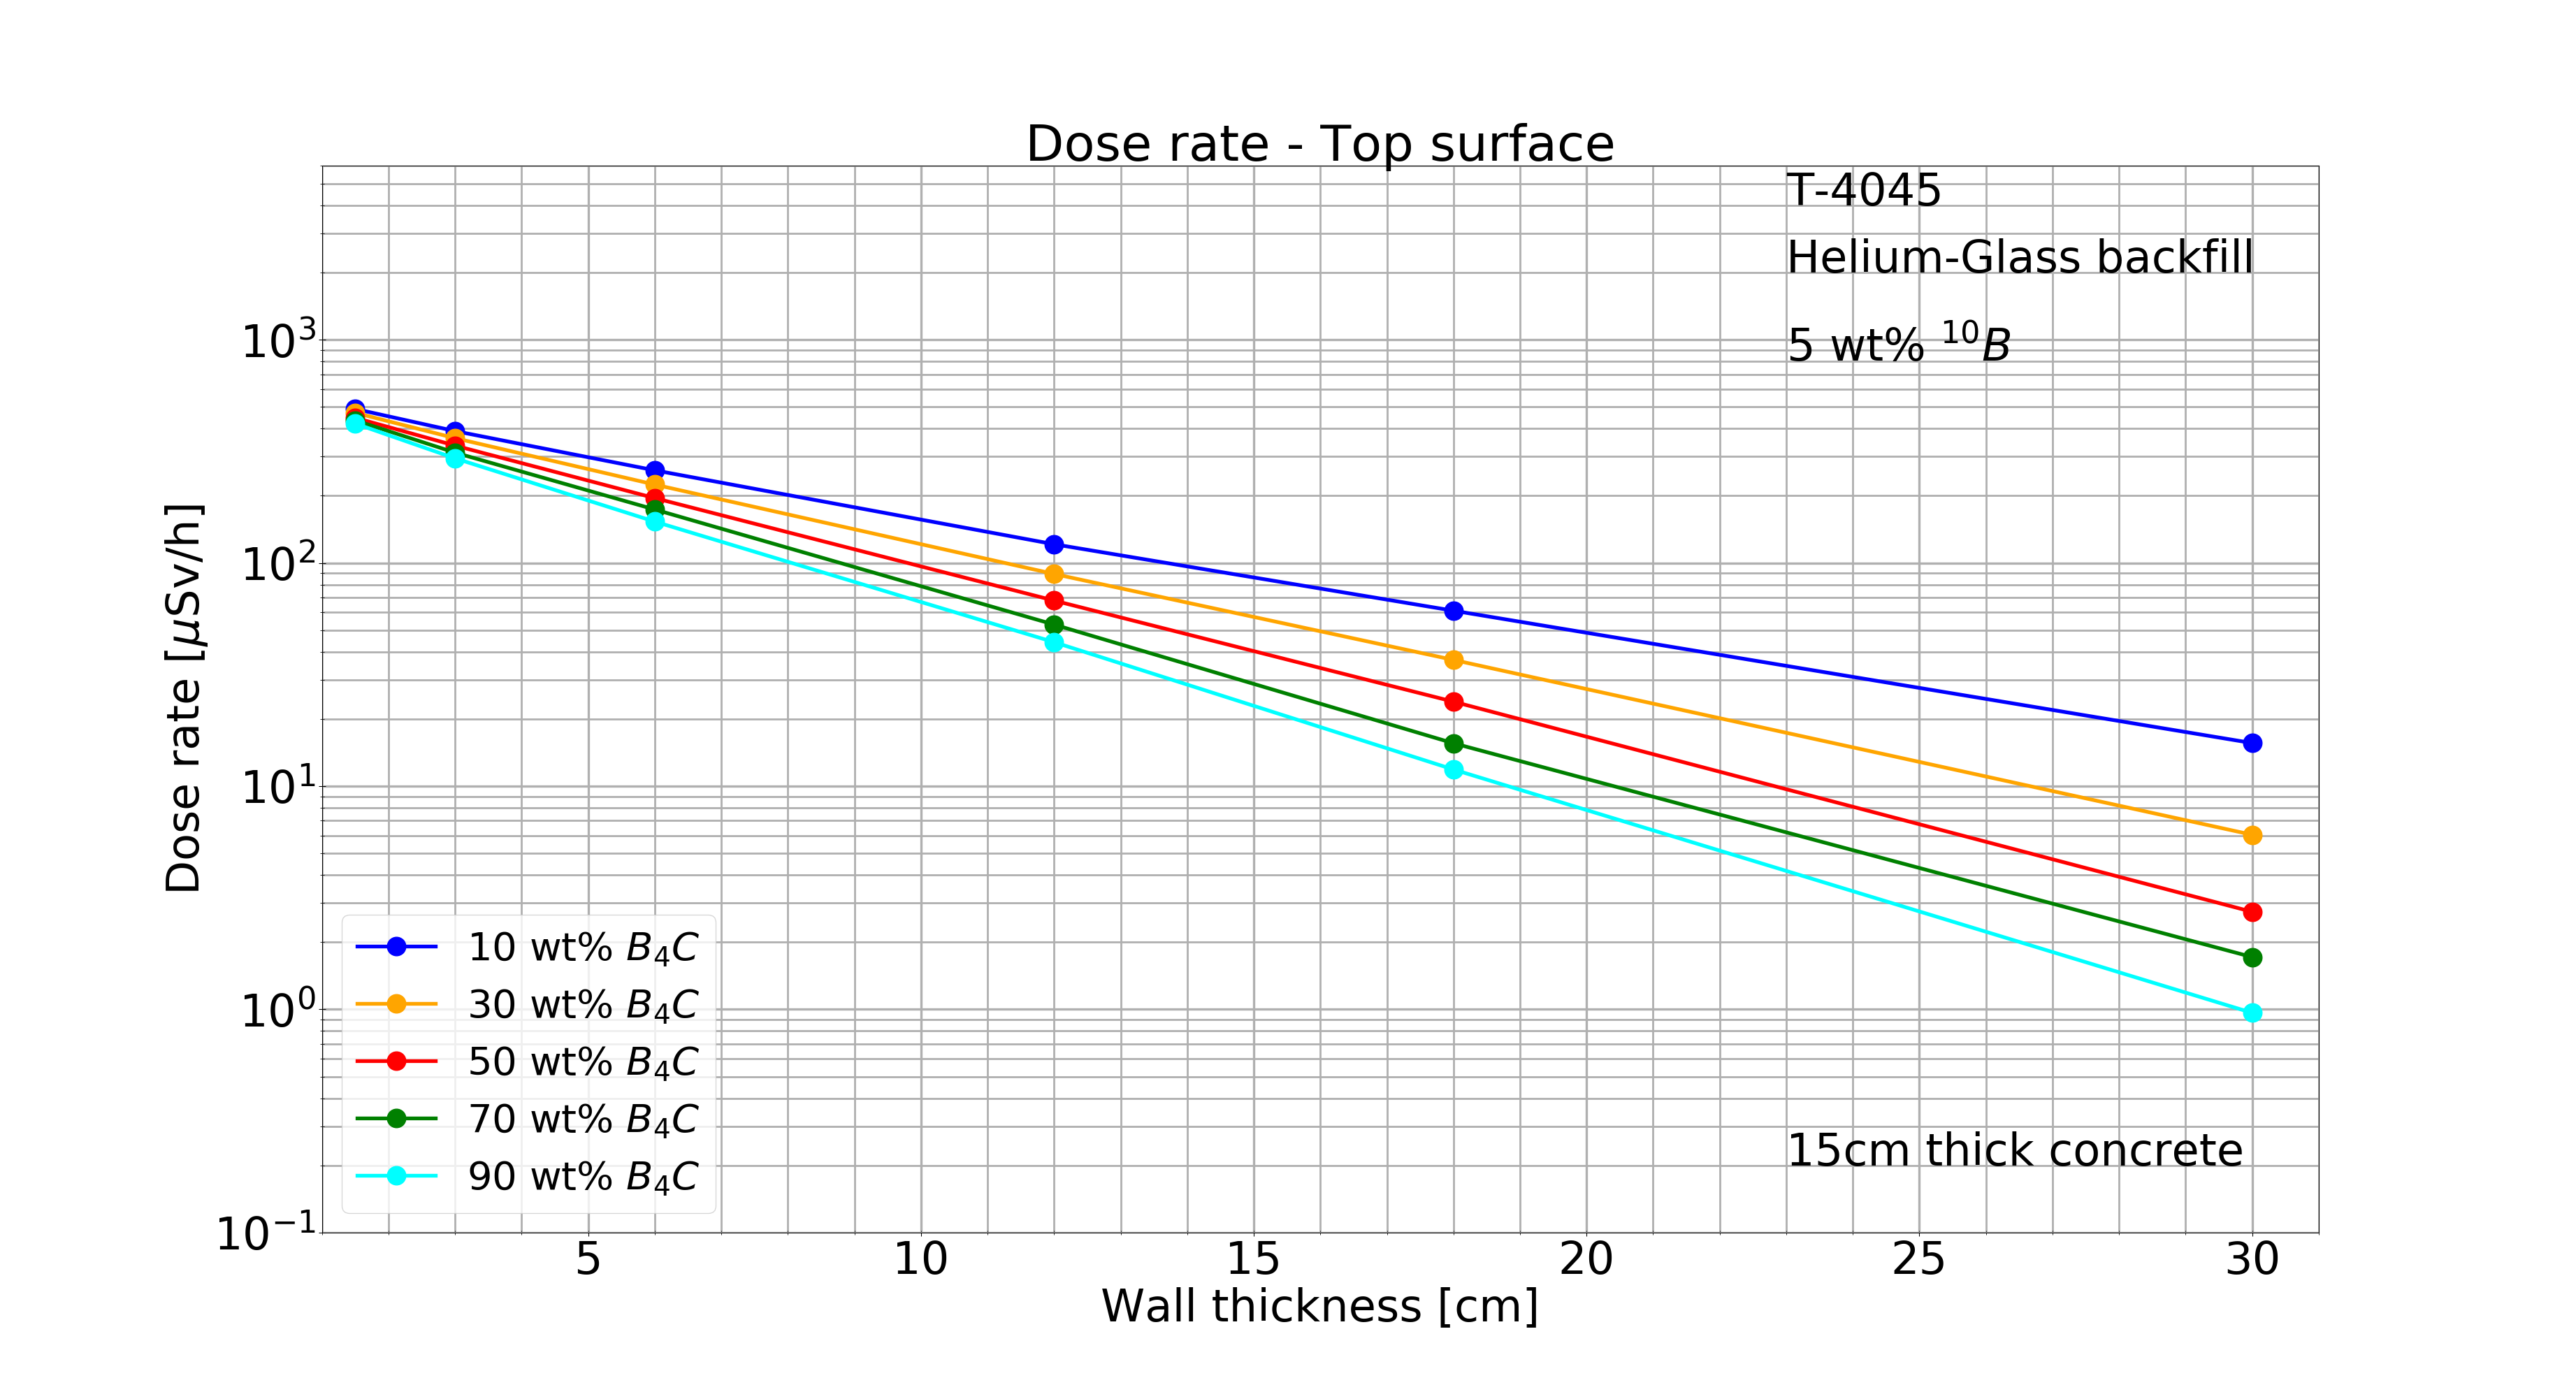 Dose rate - Top surface
T-4045
Helium-Glass backfill
5 wt% ¹⁰B
10³
10²
10¹
10⁰
10⁻¹
Dose rate [μSv/h]
10 wt% B₄C
30 wt% B₄C
50 wt% B₄C
70 wt% B₄C
90 wt% B₄C
15cm thick concrete
5 10 15 20 25 30
Wall thickness [cm]